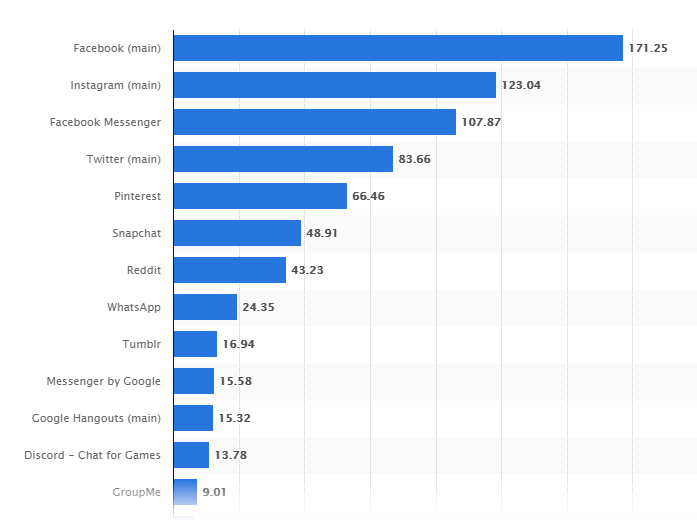 Facebook (main) 171.25
Instagram (main) 123.04
Facebook Messenger 107.87
Twitter (main) 83.66
Pinterest 66.46
Snapchat 48.91
Reddit 43.23
WhatsApp 24.35
Tumblr 16.94
Messenger by Google 15.58
Google Hangouts (main) 15.32
Discord - Chat for Games 13.78
GroupMe 9.01